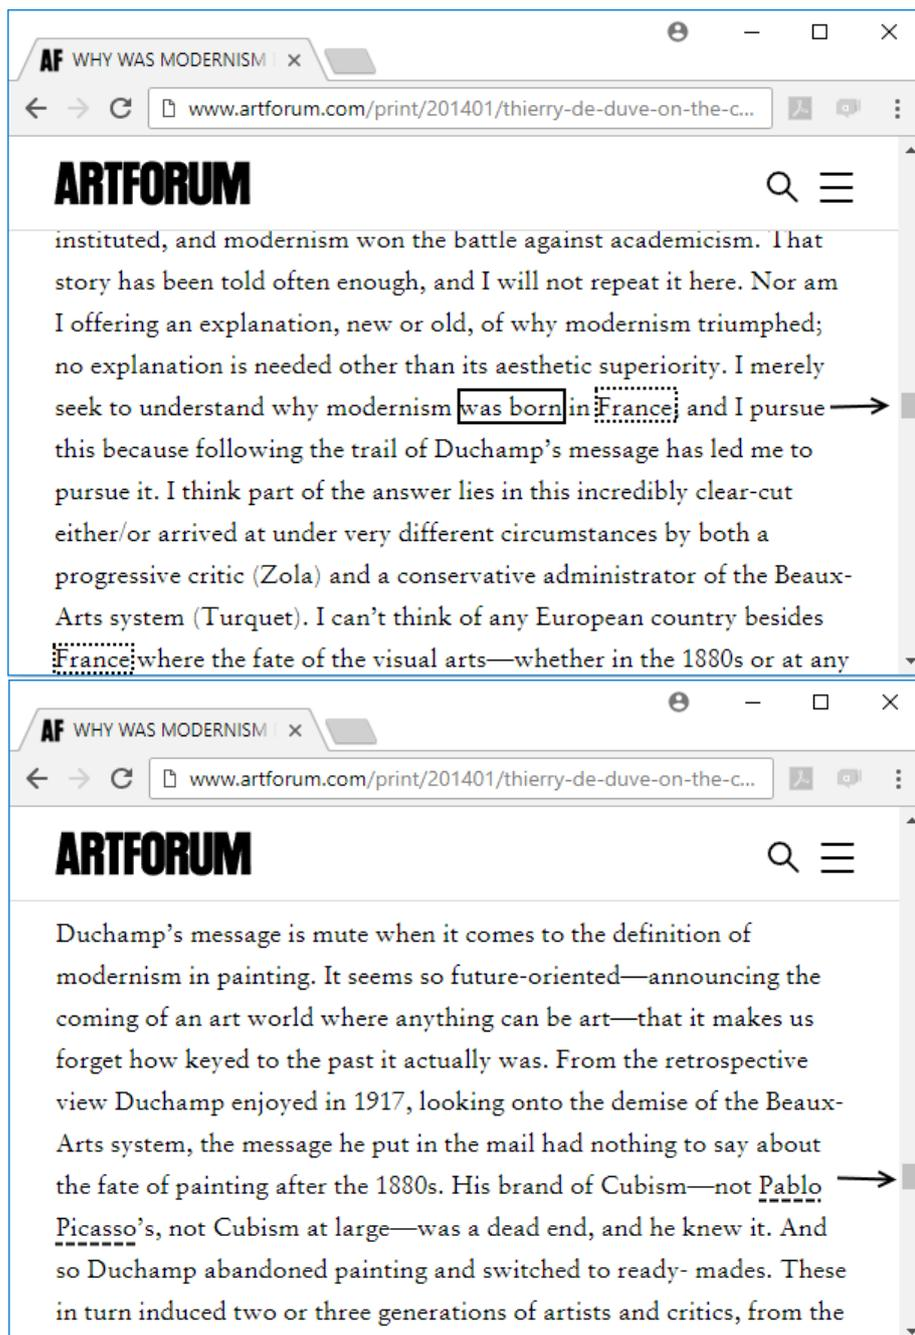 AF WHY WAS MODERNISM
www.artforum.com/print/201401/thierry-de-duve-on-the-c...
ARTFORUM
instituted, and modernism won the battle against academicism. That
story has been told often enough, and I will not repeat it here. Nor am
I offering an explanation, new or old, of why modernism triumphed;
no explanation is needed other than its aesthetic superiority. I merely
seek to understand why modernism was born in France, and I pursue
this because following the trail of Duchamp's message has led me to
pursue it. I think part of the answer lies in this incredibly clear-cut
either/or arrived at under very different circumstances by both a
progressive critic (Zola) and a conservative administrator of the Beaux-
Arts system (Turquet). I can't think of any European country besides
France where the fate of the visual arts—whether in the 1880s or at any
AF WHY WAS MODERNISM
www.artforum.com/print/201401/thierry-de-duve-on-the-c...
ARTFORUM
Duchamp's message is mute when it comes to the definition of
modernism in painting. It seems so future-oriented—announcing the
coming of an art world where anything can be art—that it makes us
forget how keyed to the past it actually was. From the retrospective
view Duchamp enjoyed in 1917, looking onto the demise of the Beaux-
Arts system, the message he put in the mail had nothing to say about
the fate of painting after the 1880s. His brand of Cubism—not Pablo
Picasso's, not Cubism at large—was a dead end, and he knew it. And
so Duchamp abandoned painting and switched to ready- mades. These
in turn induced two or three generations of artists and critics, from the